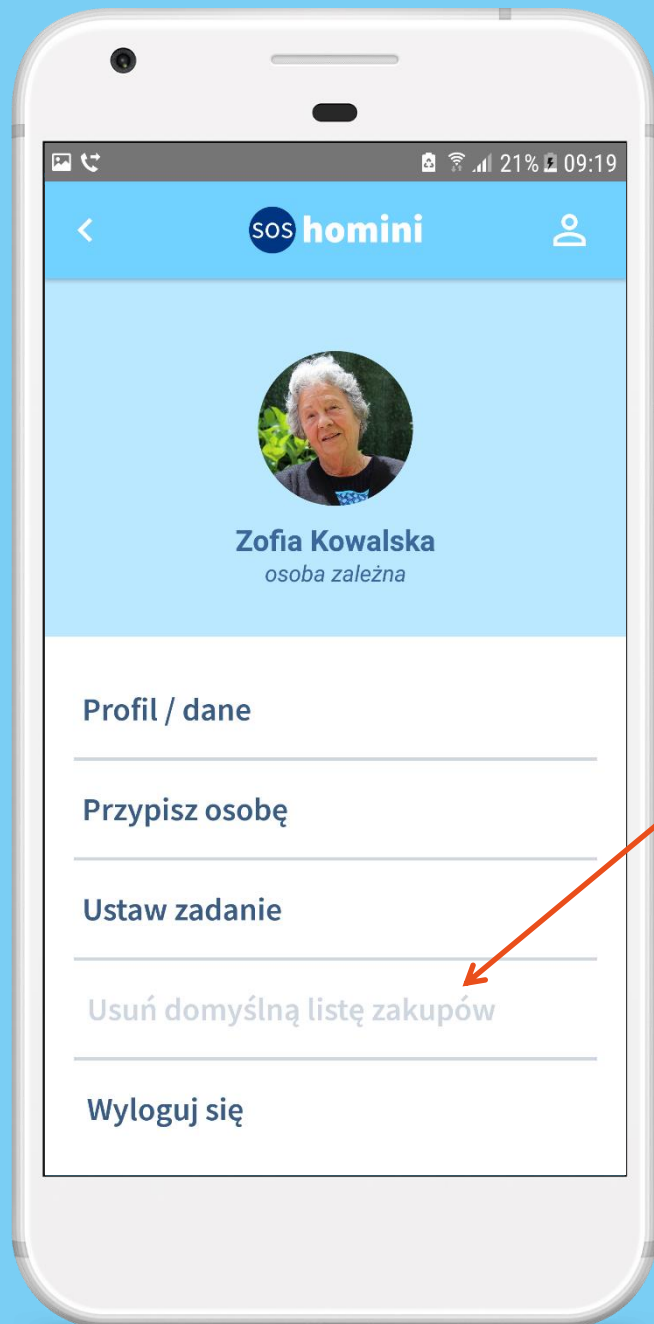 21% 09:19
sos homini
Zofia Kowalska
osoba zależna
Profil / dane
Przypisz osobę
Ustaw zadanie
Usuń domyślną listę zakupów
Wyloguj się